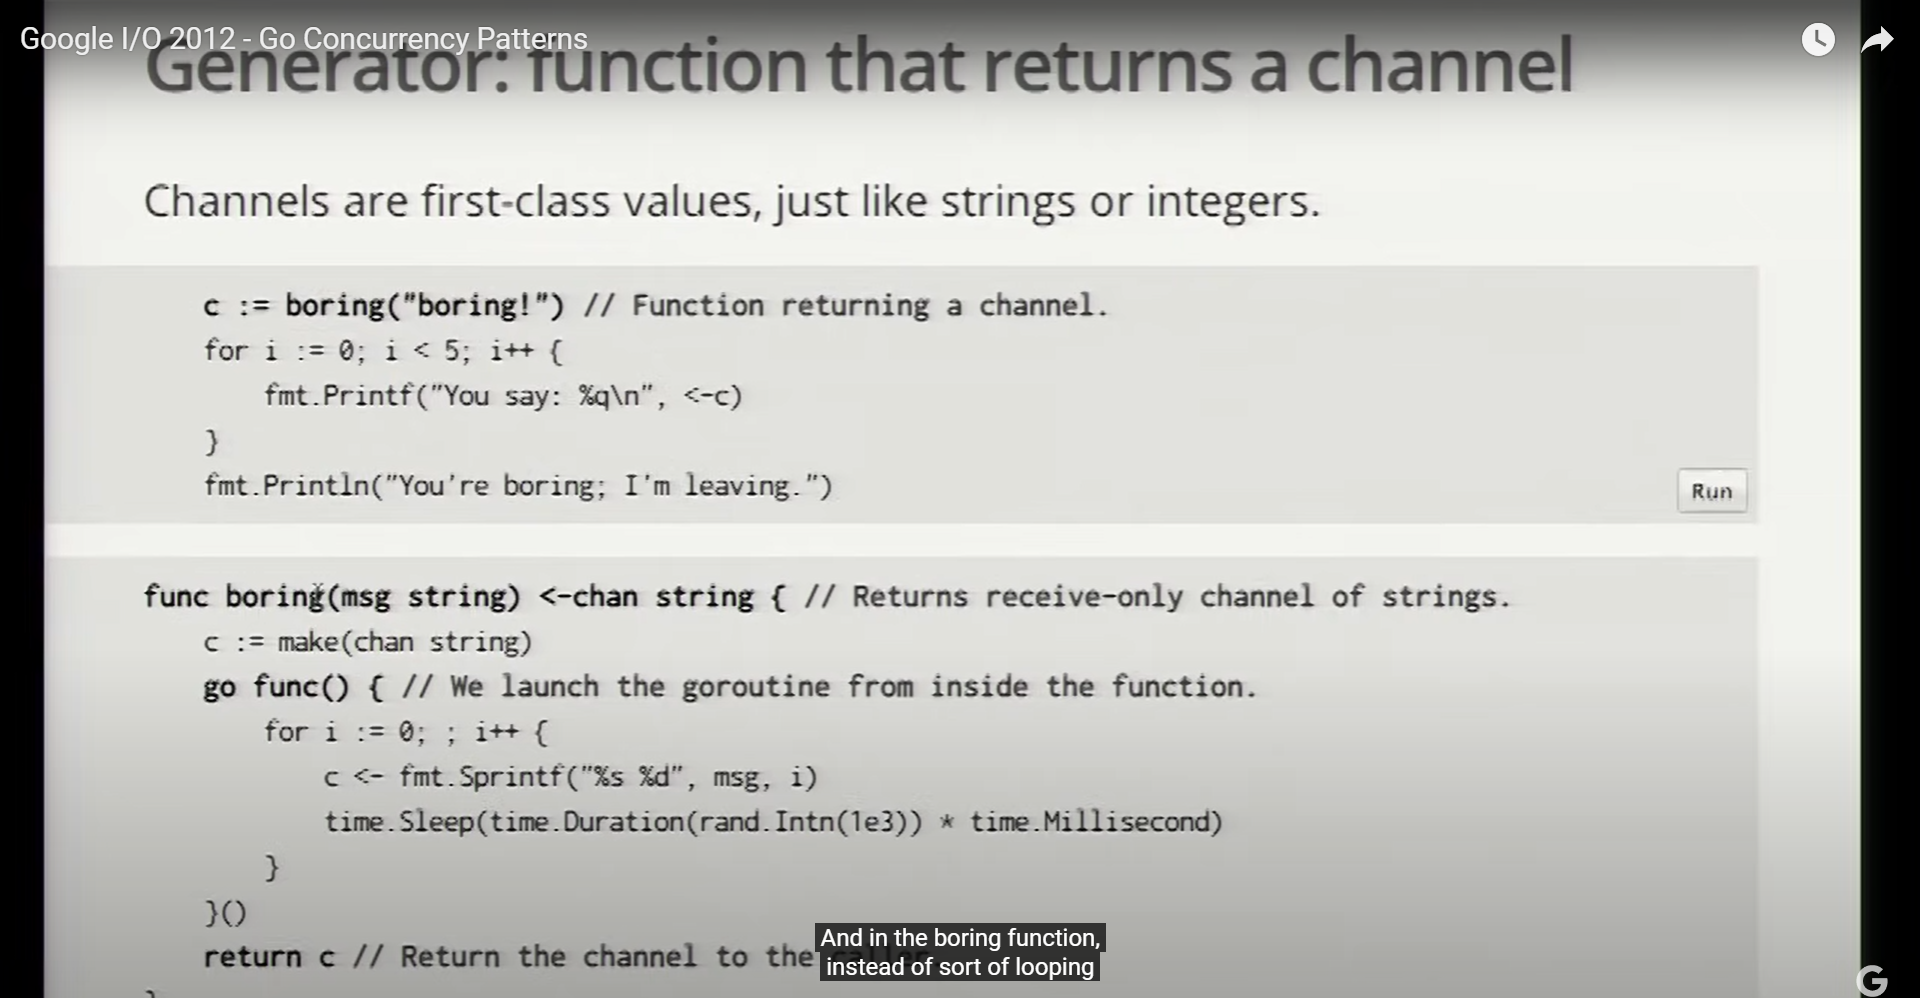 Google I/O 2012 - Go Concurrency Patterns
Generator: function that returns a channel
Channels are first-class values, just like strings or integers.
c := boring("boring!") // Function returning a channel.
for i := 0; i < 5; i++ {
fmt.Printf("You say: %q\n", <-c)
}
fmt.Println("You're boring; I'm leaving.")
Run
func boring(msg string) <-chan string { // Returns receive-only channel of strings.
c := make(chan string)
go func() { // We launch the goroutine from inside the function.
for i := 0; ; i++ {
c <- fmt.Sprintf("%s %d", msg, i)
time.Sleep(time.Duration(rand.Intn(1e3)) * time.Millisecond)
}
}()
return c // Return the channel to the
And in the boring function,
instead of sort of looping
G